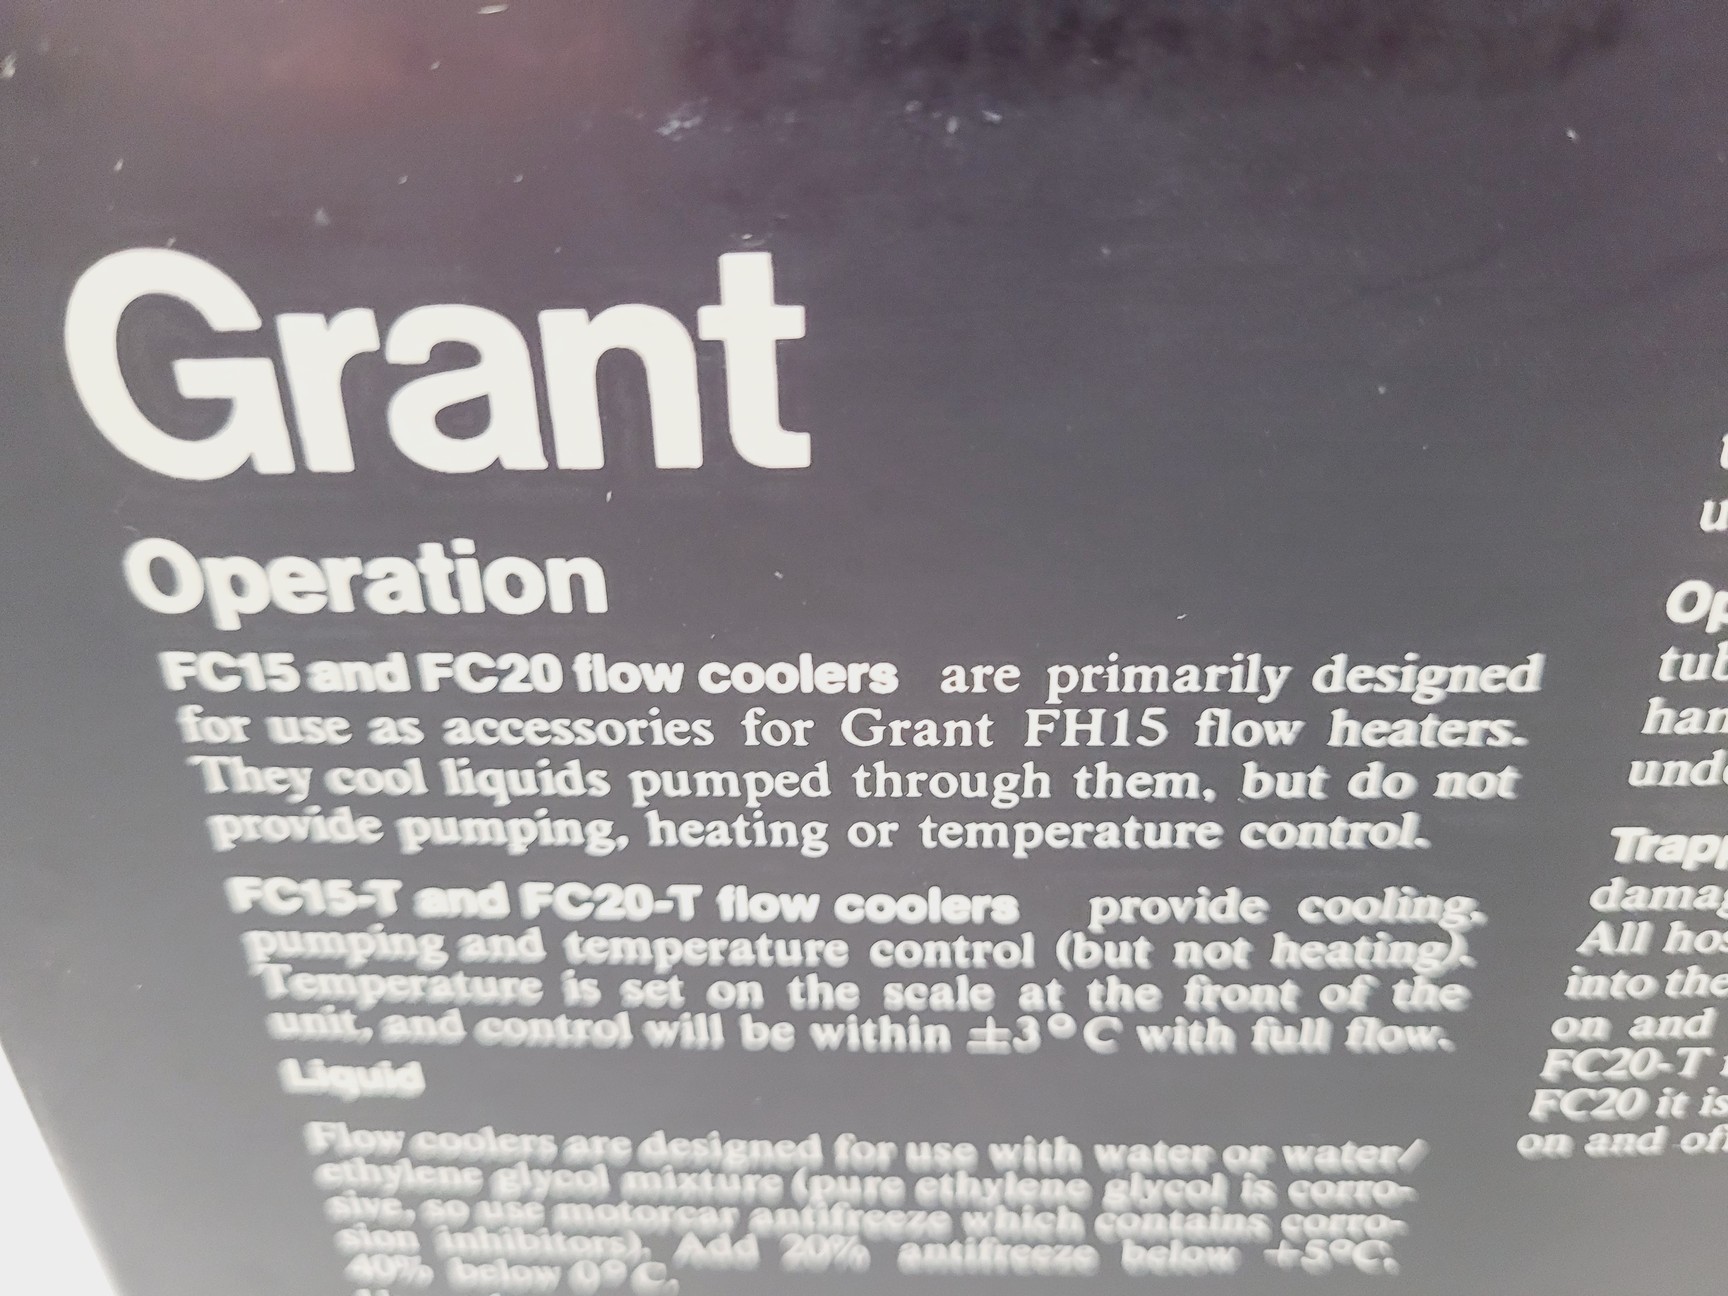 Grant
Operation
FC15 and FC20 flow coolers are primarily designed
for use as accessories for Grant FH15 flow heaters.
They cool liquids pumped through them, but do not
provide pumping, heating or temperature control.
FC15-T and FC20-T flow coolers provide cooling,
pumping and temperature control (but not heating).
Temperature is set on the scale at the front of the
unit, and control will be within ±3°C with full flow.
Liquid
Flow coolers are designed for use with water or water/
ethylene glycol mixture (pure ethylene glycol is corro-
sive, so use motorcar antifreeze which contains corro-
sion inhibitors). Add 20% antifreeze below +5°C,
40% below 0°C.
Op
tub
han
unde
Trapp
damag
All hos
into the
on and
FC20-T
FC20 it is
on and off